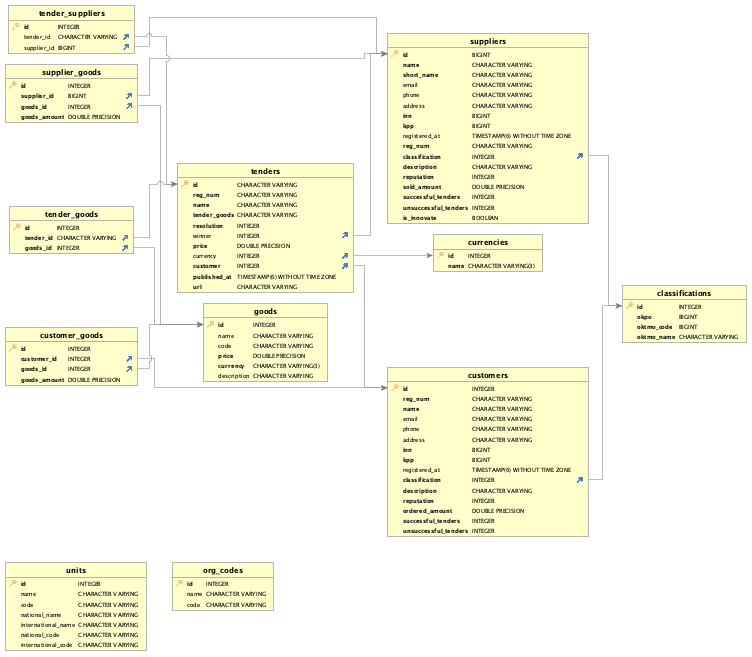 tender_suppliers
id INTEGER
tender_id CHARACTER VARYING
supplier_id BIGINT
supplier_goods
id INTEGER
supplier_id BIGINT
goods_id INTEGER
goods_amount DOUBLE PRECISION
tender_goods
id INTEGER
tender_id CHARACTER VARYING
goods_id INTEGER
customer_goods
id INTEGER
customer_id INTEGER
goods_id INTEGER
goods_amount DOUBLE PRECISION
tenders
id CHARACTER VARYING
reg_num CHARACTER VARYING
name CHARACTER VARYING
tender_goods CHARACTER VARYING
resolution INTEGER
winner INTEGER
price DOUBLE PRECISION
currency INTEGER
customer INTEGER
published_at TIMESTAMP(6) WITHOUT TIME ZONE
url CHARACTER VARYING
goods
id INTEGER
name CHARACTER VARYING
code CHARACTER VARYING
price DOUBLE PRECISION
currency CHARACTER VARYING(3)
description CHARACTER VARYING
suppliers
id BIGINT
name CHARACTER VARYING
short_name CHARACTER VARYING
email CHARACTER VARYING
phone CHARACTER VARYING
address CHARACTER VARYING
inn BIGINT
kpp BIGINT
registered_at TIMESTAMP(6) WITHOUT TIME ZONE
reg_num CHARACTER VARYING
classification INTEGER
description CHARACTER VARYING
reputation INTEGER
sold_amount DOUBLE PRECISION
successful_tenders INTEGER
unsuccessful_tenders INTEGER
is_innovate BOOLEAN
currencies
id INTEGER
name CHARACTER VARYING(3)
classifications
id INTEGER
okpo BIGINT
oktmo_code BIGINT
oktmo_name CHARACTER VARYING
customers
id INTEGER
reg_num CHARACTER VARYING
name CHARACTER VARYING
email CHARACTER VARYING
phone CHARACTER VARYING
address CHARACTER VARYING
inn BIGINT
kpp BIGINT
registered_at TIMESTAMP(6) WITHOUT TIME ZONE
classification INTEGER
description CHARACTER VARYING
reputation INTEGER
ordered_amount DOUBLE PRECISION
successful_tenders INTEGER
unsuccessful_tenders INTEGER
units
id INTEGER
name CHARACTER VARYING
code CHARACTER VARYING
national_name CHARACTER VARYING
international_name CHARACTER VARYING
national_code CHARACTER VARYING
international_code CHARACTER VARYING
org_codes
id INTEGER
name CHARACTER VARYING
code CHARACTER VARYING